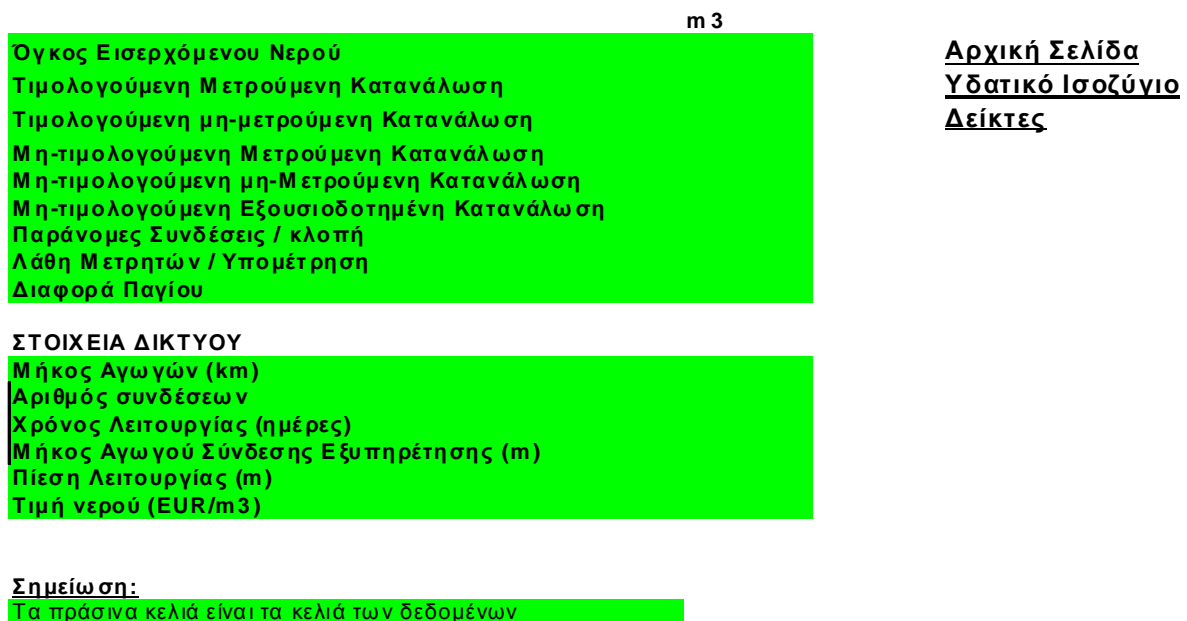 m3
Όγκος Εισερχόμενου Νερού
Τιμολογούμενη Μετρούμενη Κατανάλωση
Τιμολογούμενη μη-μετρούμενη Κατανάλωση
Μη-τιμολογούμενη Μετρούμενη Κατανάλωση
Μη-τιμολογούμενη μη-Μετρούμενη Κατανάλωση
Μη-τιμολογούμενη Εξουσιοδοτημένη Κατανάλωση
Παράνομες Συνδέσεις / κλοπή
Λάθη Μετρητών / Υπομέτρηση
Διαφορά Παγίου
Αρχική Σελίδα
Υδατικό Ισοζύγιο
Δείκτες
ΣΤΟΙΧΕΙΑ ΔΙΚΤΥΟΥ
Μήκος Αγωγών (km)
Αριθμός συνδέσεων
Χρόνος Λειτουργίας (ημέρες)
Μήκος Αγωγού Σύνδεσης Εξυπηρέτησης (m)
Πίεση Λειτουργίας (m)
Τιμή νερού (EUR/m3)
Σημείωση:
Τα πράσινα κελιά είναι τα κελιά των δεδομένων